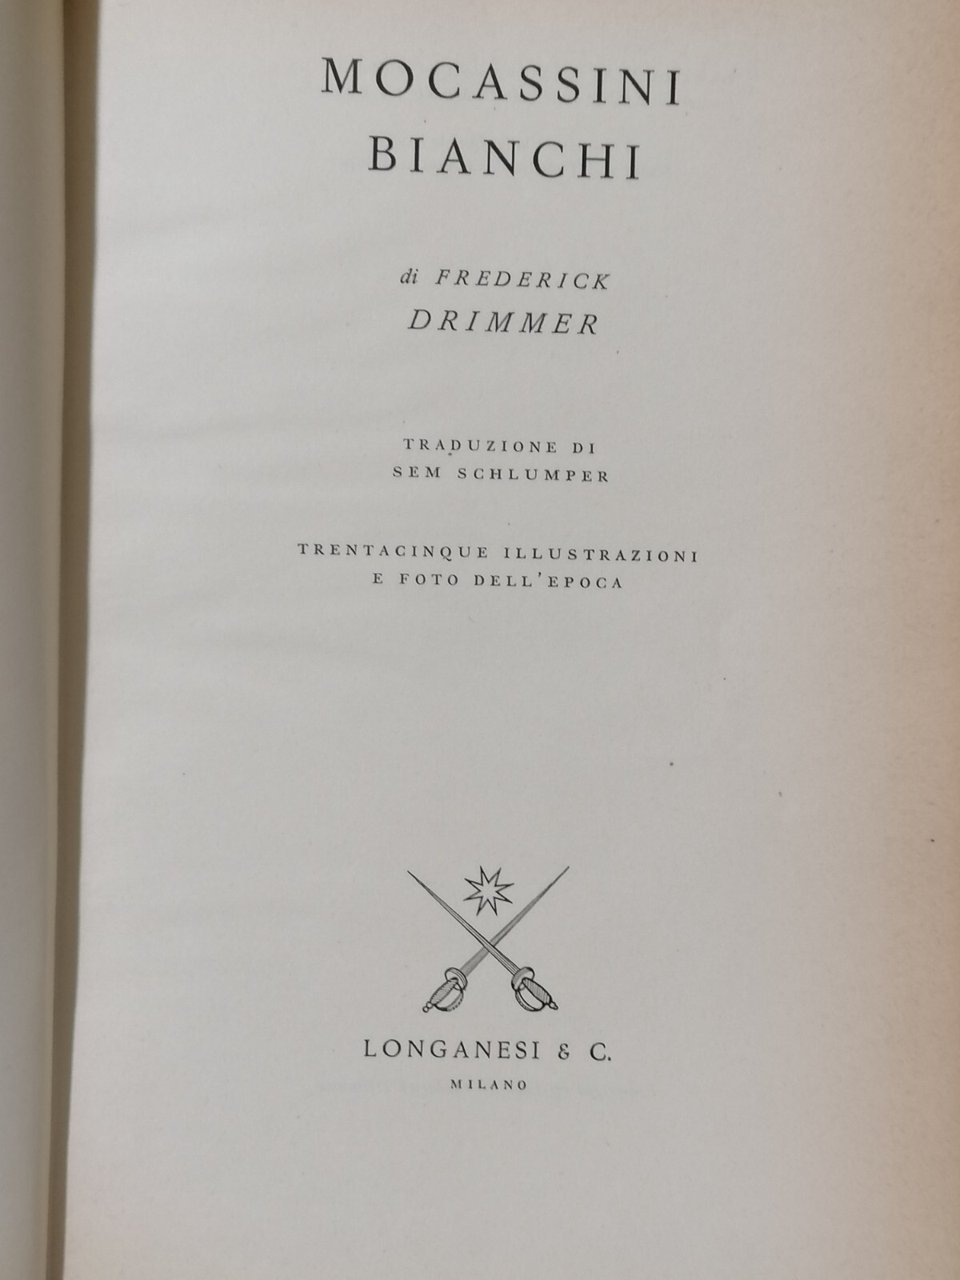 MOCASSINI
BIANCHI
di FREDERICK
DRIMMER
TRADUZIONE DI
SEM SCHLUMPER
TRENTACINQUE ILLUSTRAZIONI
E FOTO DELL'EPOCA
LONGANESI & C.
MILANO